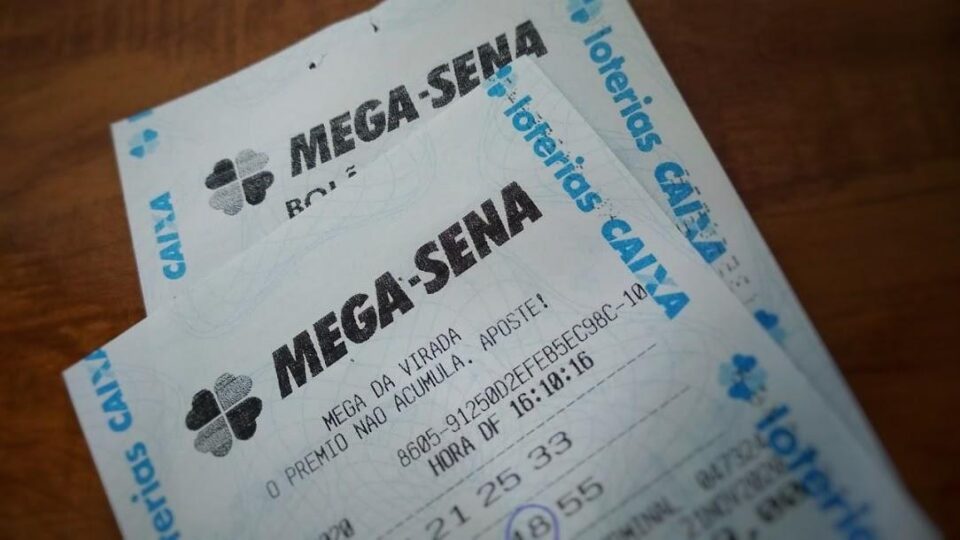 MEGA-SENA
loterias CAIXA
CAIXA
MEGA-SENA
loterias CAIXA
MEGA DA VIRADA
O PREMIO NAO ACUMULA. APOSTE!
8605-91250D2EFEB5EC98C-10
HORA DF 16:10:16
21 25 33
18 55
CAIXA
loterias